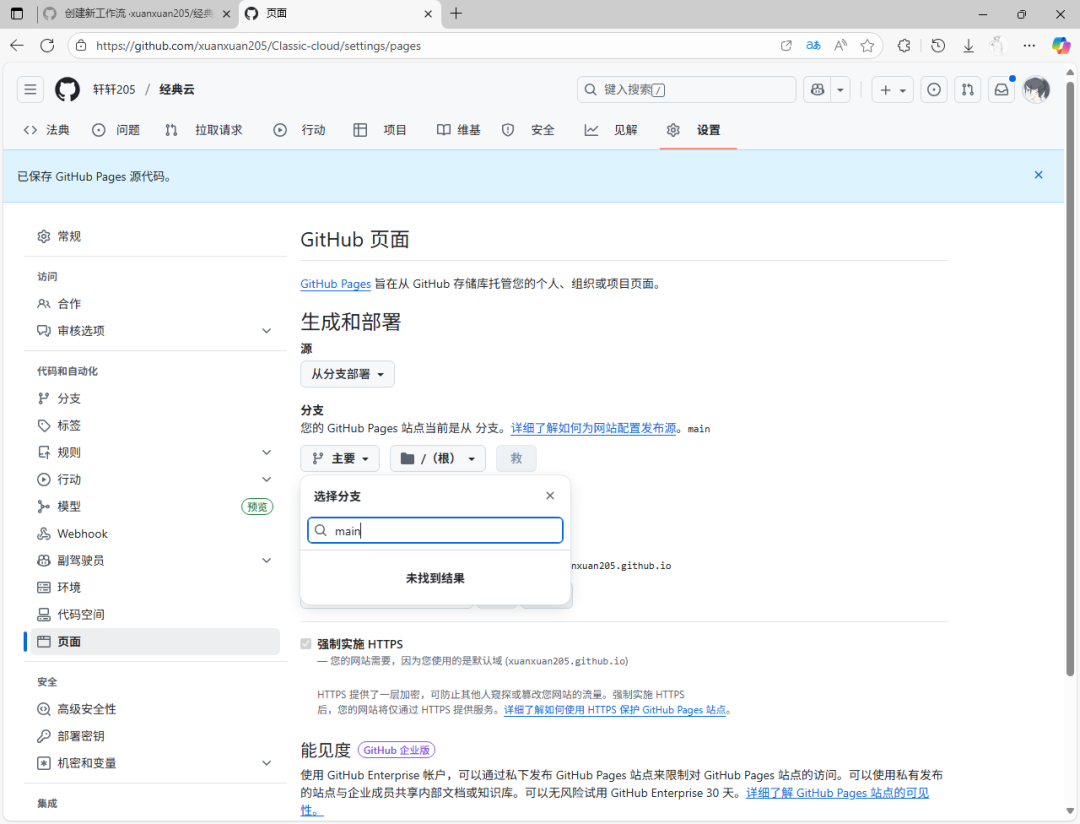 创建新工作流 ·xuanxuan205/经典
页面
https://github.com/xuanxuan205/Classic-cloud/settings/pages
轩轩205 / 经典云
键入搜索 /
法典
问题
拉取请求
行动
项目
维基
安全
见解
设置
已保存 GitHub Pages 源代码。
常规
访问
合作
审核选项
代码和自动化
分支
标签
规则
行动
模型
预览
Webhook
副驾驶员
环境
代码空间
页面
安全
高级安全性
部署密钥
机密和变量
集成
GitHub 页面
GitHub Pages 旨在从 GitHub 存储库托管您的个人、组织或项目页面。
生成和部署
源
从分支部署
分支
您的 GitHub Pages 站点当前是从 分支。详细了解如何为网站配置发布源。main
主要
/（根）
救
选择分支
main
未找到结果
nxuan205.github.io
强制实施 HTTPS
— 您的网站需要，因为您使用的是默认域 (xuanxuan205.github.io)
HTTPS 提供了一层加密，可防止其他人窥探或篡改您网站的流量。强制实施 HTTPS
后，您的网站将仅通过 HTTPS 提供服务。详细了解如何使用 HTTPS 保护 GitHub Pages 站点。
能见度
GitHub 企业版
使用 GitHub Enterprise 帐户，可以通过私下发布 GitHub Pages 站点来限制对 GitHub Pages 站点的访问。可以使用私有发布
的站点与企业成员共享内部文档或知识库。可以无风险试用 GitHub Enterprise 30 天。详细了解 GitHub Pages 站点的可见
性。